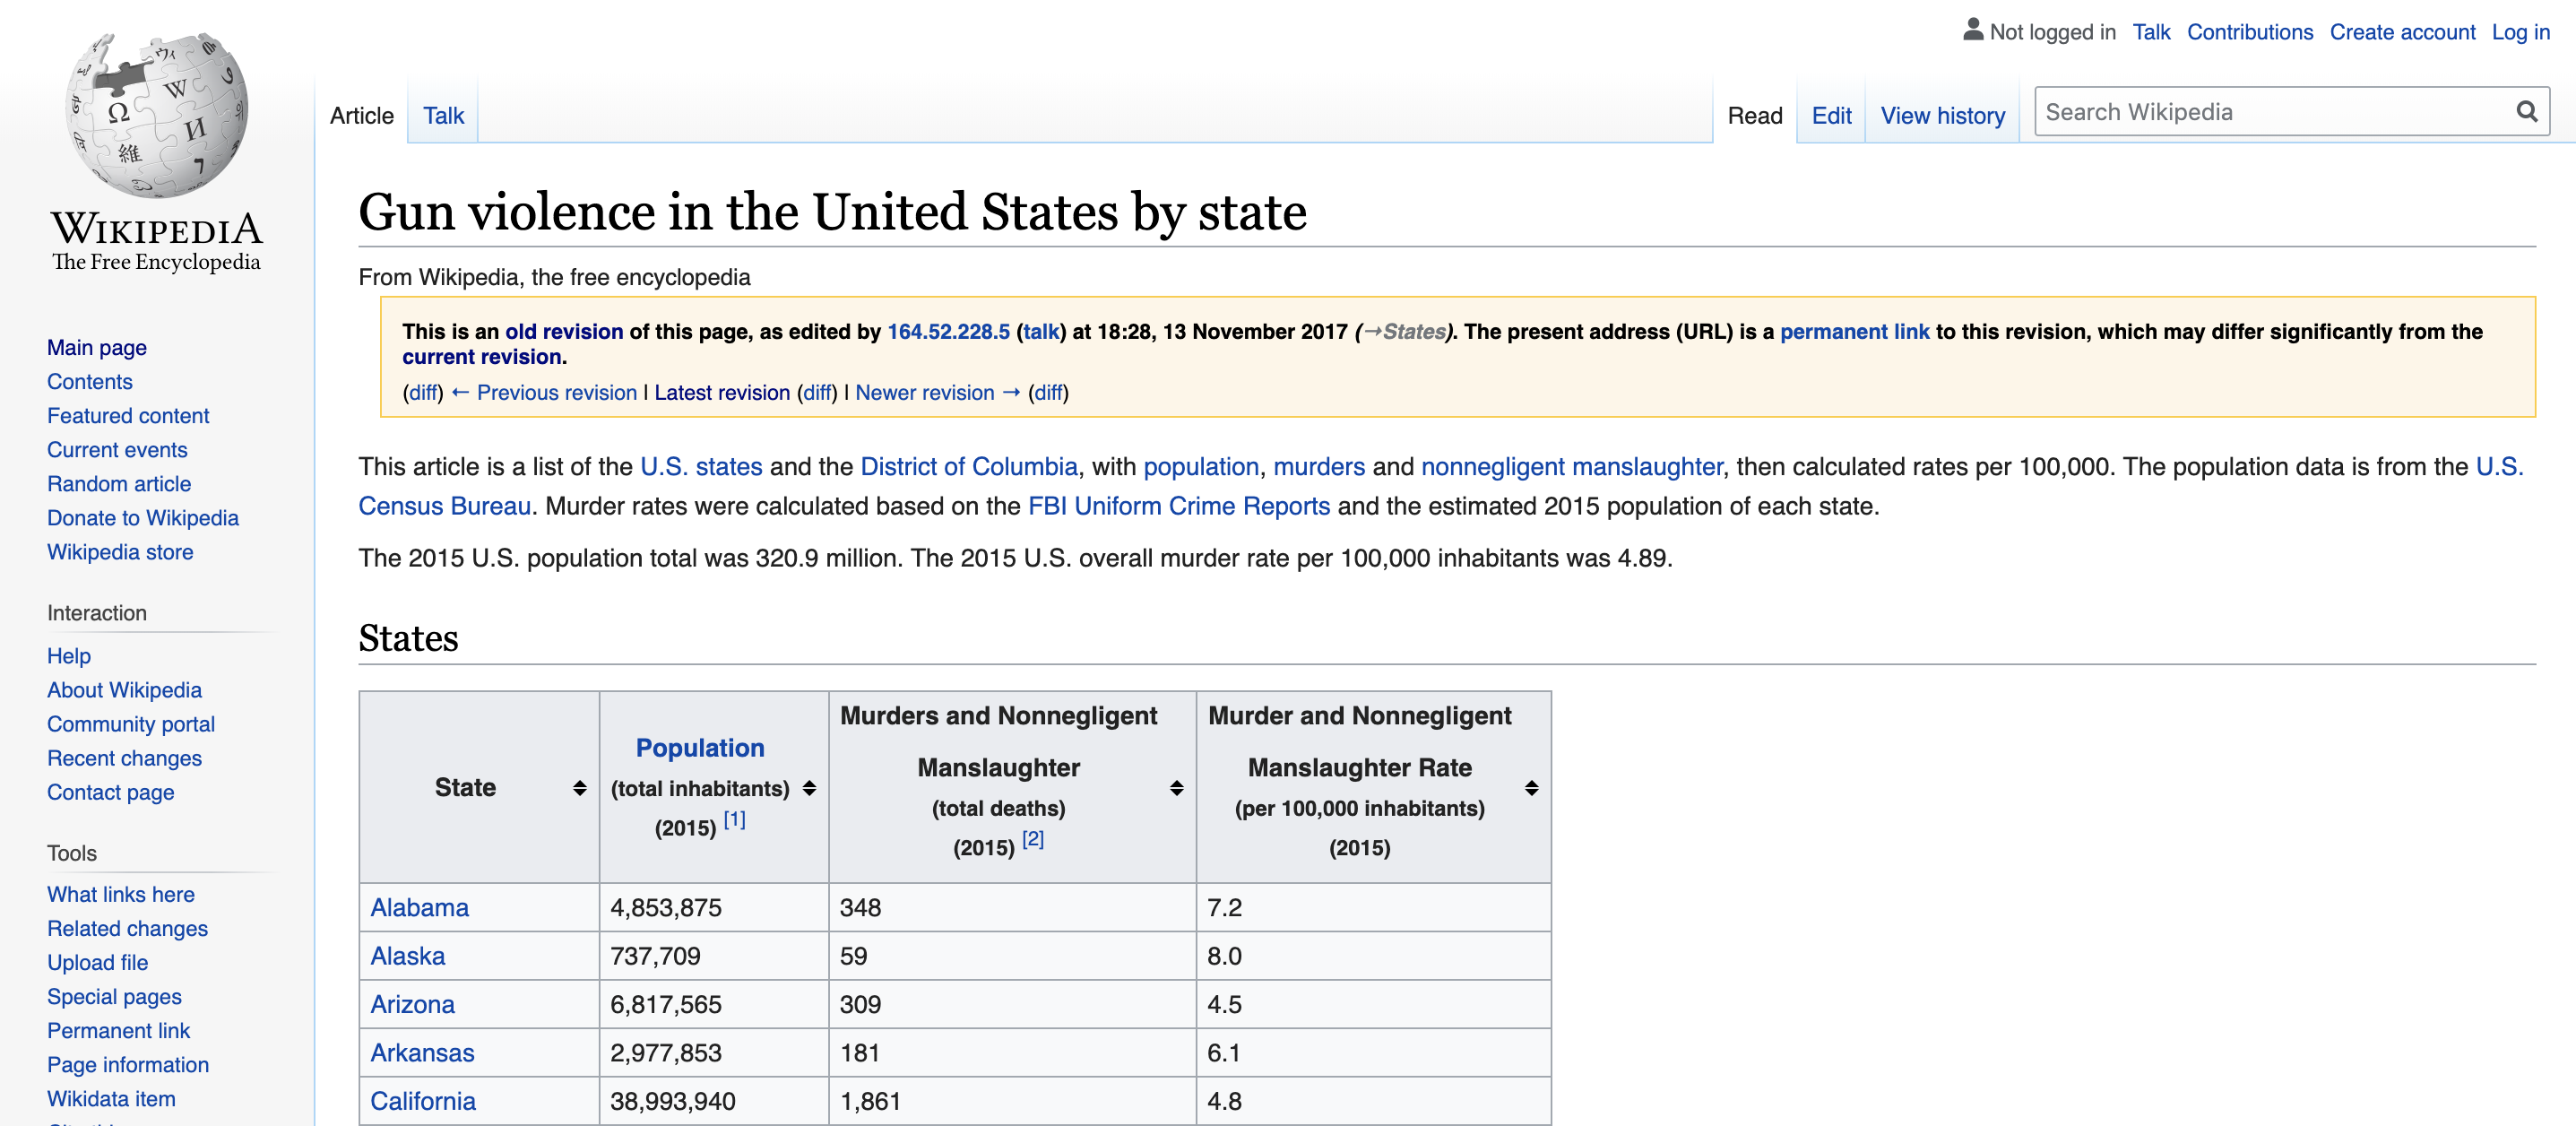 Not logged in Talk Contributions Create account Log in
Article Talk Read Edit View history Search Wikipedia
Ω W И 維 7
WIKIPEDIA
The Free Encyclopedia
Main page
Contents
Featured content
Current events
Random article
Donate to Wikipedia
Wikipedia store
Interaction
Help
About Wikipedia
Community portal
Recent changes
Contact page
Tools
What links here
Related changes
Upload file
Special pages
Permanent link
Page information
Wikidata item
Gun violence in the United States by state
From Wikipedia, the free encyclopedia
This is an old revision of this page, as edited by 164.52.228.5 (talk) at 18:28, 13 November 2017 (→States). The present address (URL) is a permanent link to this revision, which may differ significantly from the
current revision.
(diff) ← Previous revision | Latest revision (diff) | Newer revision → (diff)
This article is a list of the U.S. states and the District of Columbia, with population, murders and nonnegligent manslaughter, then calculated rates per 100,000. The population data is from the U.S.
Census Bureau. Murder rates were calculated based on the FBI Uniform Crime Reports and the estimated 2015 population of each state.
The 2015 U.S. population total was 320.9 million. The 2015 U.S. overall murder rate per 100,000 inhabitants was 4.89.
States
State
Population
(total inhabitants)
(2015) [1]
Murders and Nonnegligent
Manslaughter
(total deaths)
(2015) [2]
Murder and Nonnegligent
Manslaughter Rate
(per 100,000 inhabitants)
(2015)
Alabama 4,853,875 348 7.2
Alaska 737,709 59 8.0
Arizona 6,817,565 309 4.5
Arkansas 2,977,853 181 6.1
California 38,993,940 1,861 4.8